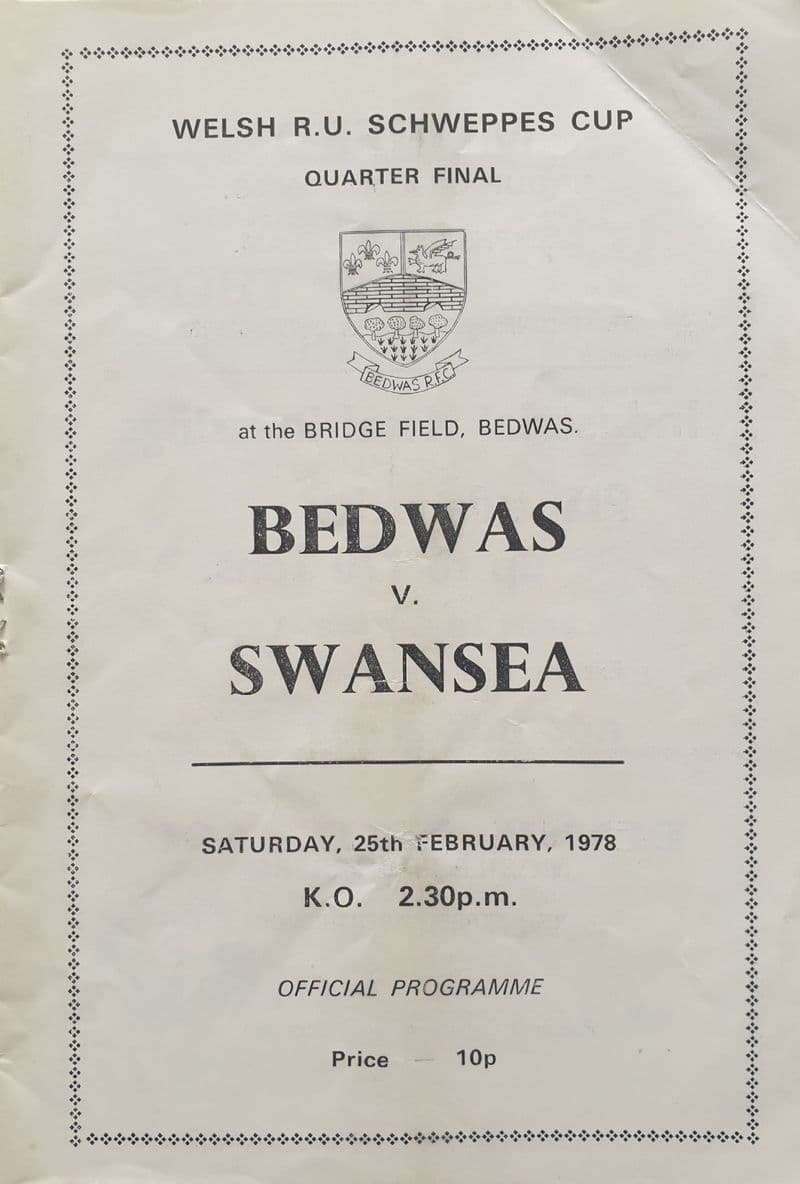 WELSH R.U. SCHWEPPES CUP
QUARTER FINAL
BEDWAS R.F.C
at the BRIDGE FIELD, BEDWAS.
BEDWAS
V.
SWANSEA
SATURDAY, 25th FEBRUARY, 1978
K.O. 2.30p.m.
OFFICIAL PROGRAMME
Price — 10p